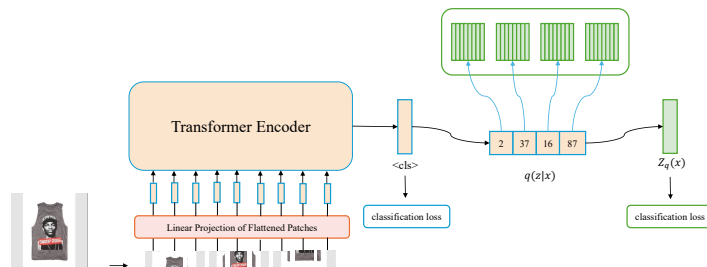 Transformer Encoder
<cls>
2 37 16 87
q(z|x)
Z_q(x)
classification loss
classification loss
Linear Projection of Flattened Patches